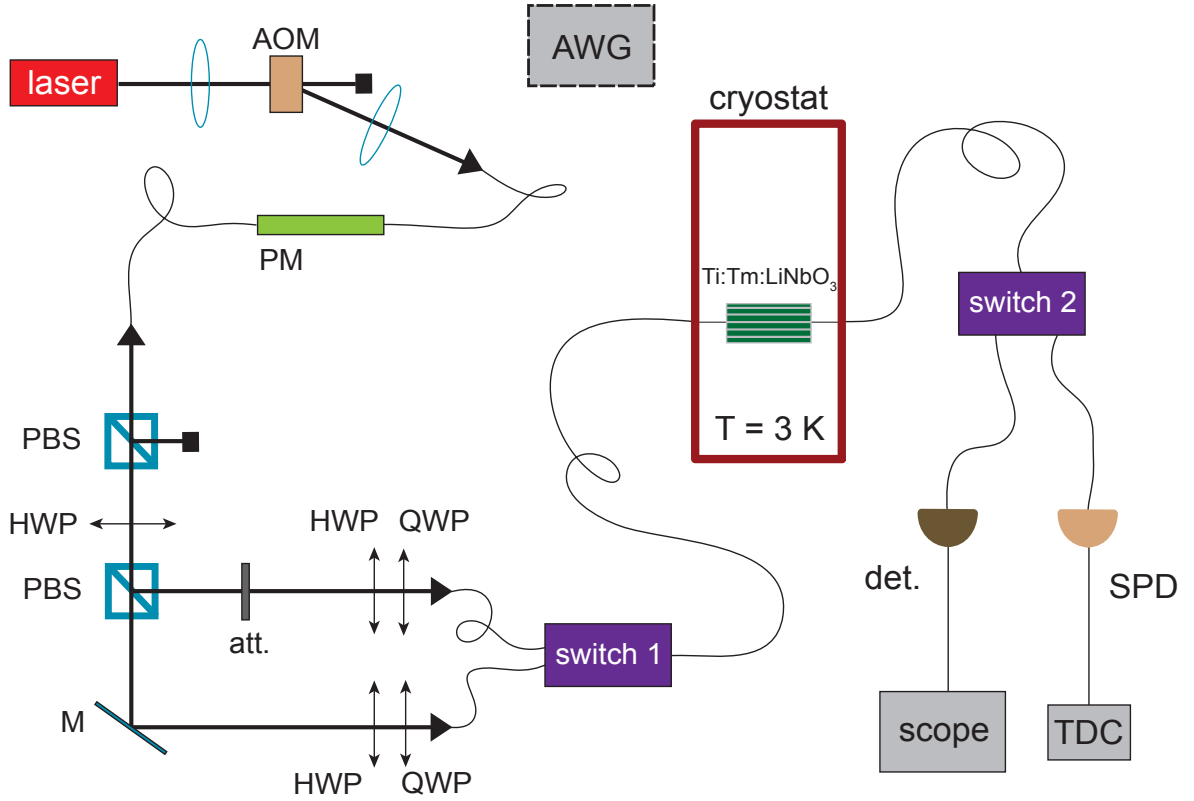 AOM
laser
AWG
cryostat
PM
Ti:Tm:LiNbO₃
switch 2
T = 3 K
PBS
HWP
HWP
QWP
PBS
att.
det.
SPD
switch 1
M
HWP
QWP
scope
TDC